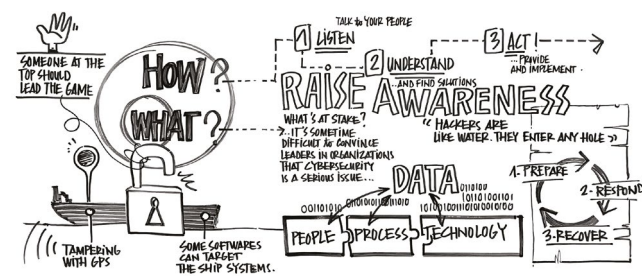 SOMEONE AT THE
TOP SHOULD
LEAD THE GAME
HOW?
WHAT?
TALK to YOUR PEOPLE
1 LISTEN
2 UNDERSTAND
...AND FIND SOLUTIONS
3 ACT!
...PROVIDE
AND IMPLEMENT.
RAISE AWARENESS
WHAT'S AT STAKE?
...IT'S SOMETIME
DIFFICULT to CONVINCE
LEADERS IN ORGANIZATIONS
THAT CYBERSECURITY
IS A SERIOUS ISSUE...
"HACKERS ARE
LIKE WATER. THEY ENTER ANY HOLE"
1. PREPARE
2. RESPOND
3. RECOVER
DATA
PEOPLE
PROCESS
TECHNOLOGY
TAMPERING
WITH GPS
SOME SOFTWARES
CAN TARGET
THE SHIP SYSTEMS.